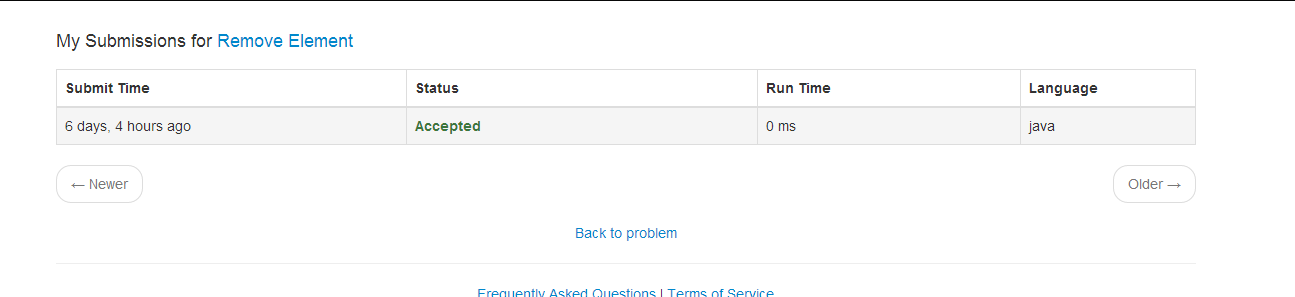 My Submissions for Remove Element
Submit Time Status Run Time Language
6 days, 4 hours ago Accepted 0 ms java
← Newer Older →
Back to problem
Frequently Asked Questions | Terms of Service